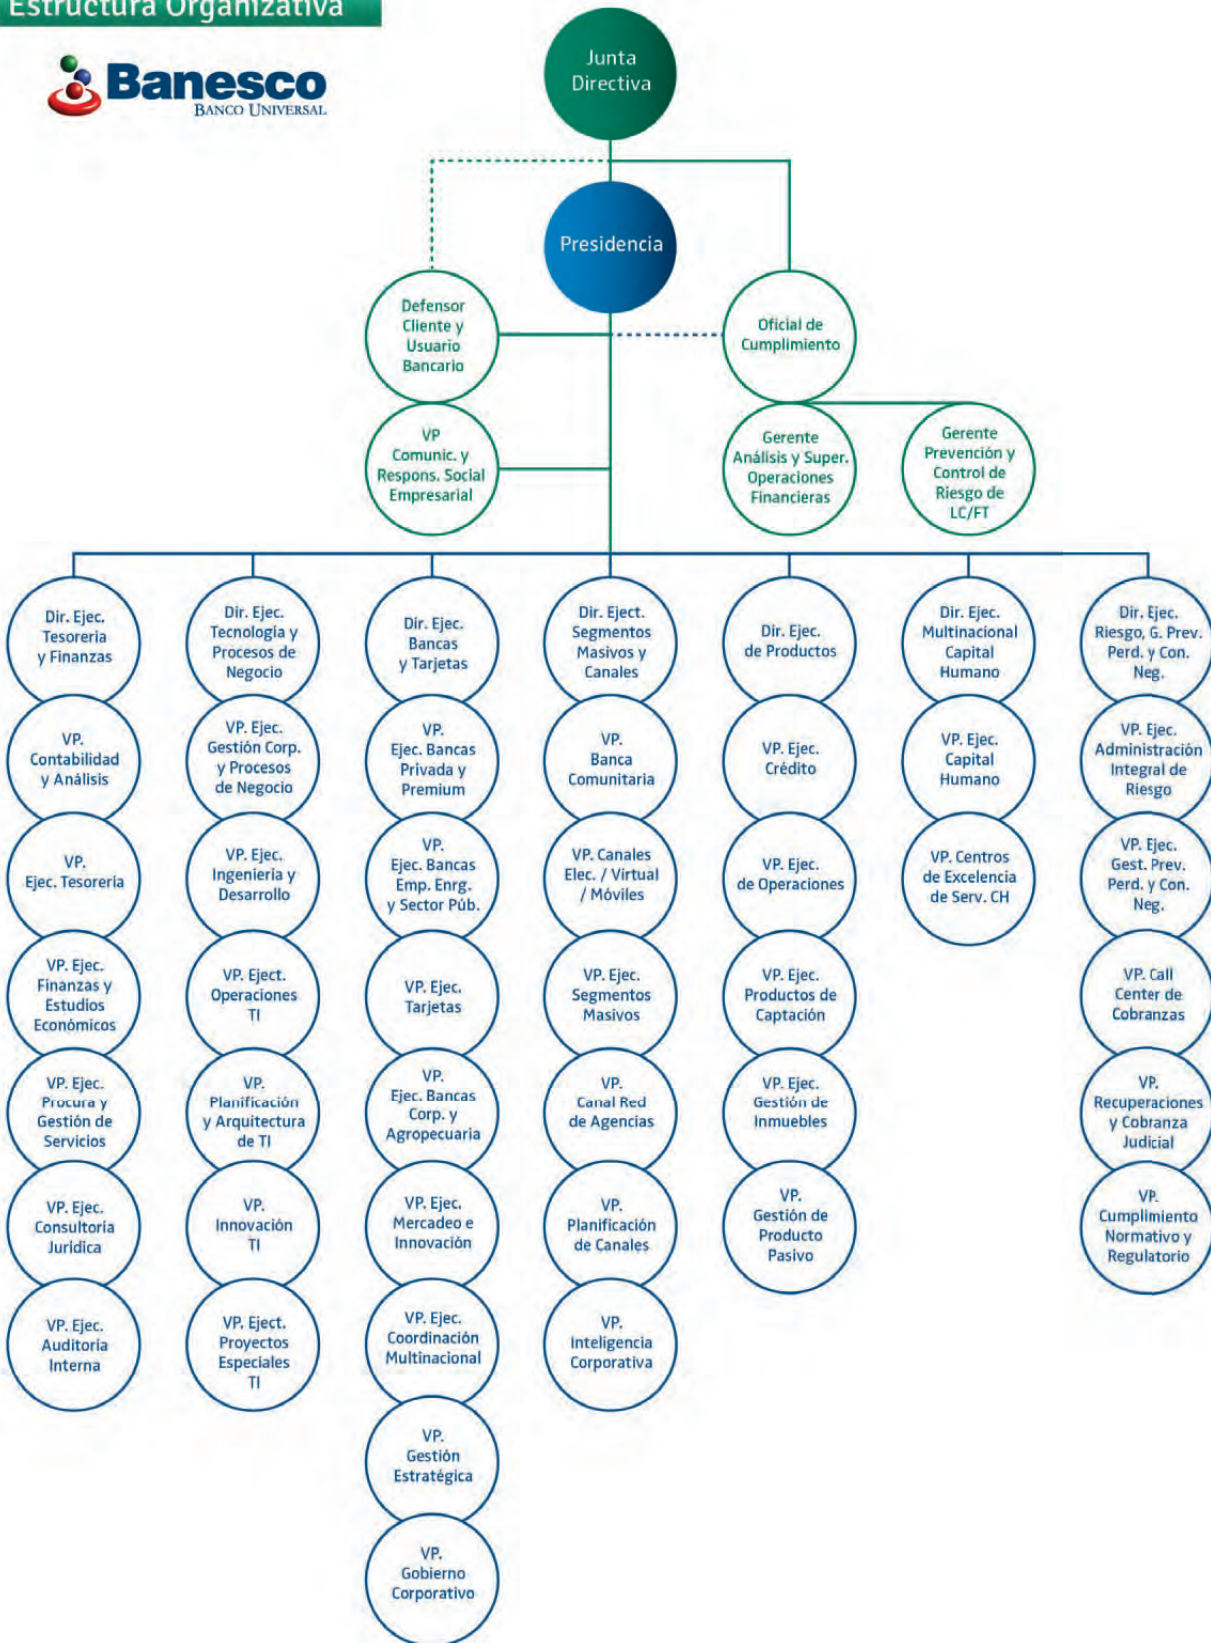 Estructura Organizativa
Banesco
BANCO UNIVERSAL
Junta
Directiva
Presidencia
Defensor
Cliente y
Usuario
Bancario
Oficial de
Cumplimiento
VP
Comunic. y
Respons. Social
Empresarial
Gerente
Análisis y Super.
Operaciones
Financieras
Gerente
Prevención y
Control de
Riesgo de
LC/FT
Dir. Ejec.
Tesorería
y Finanzas
VP.
Contabilidad
y Análisis
VP.
Ejec. Tesorería
VP. Ejec.
Finanzas y
Estudios
Económicos
VP. Ejec.
Procura y
Gestión de
Servicios
VP. Ejec.
Consultoría
Jurídica
VP. Ejec.
Auditoría
Interna
Dir. Ejec.
Tecnología y
Procesos de
Negocio
VP. Ejec.
Gestión Corp.
y Procesos
de Negocio
VP. Ejec.
Ingeniería y
Desarrollo
VP. Eject.
Operaciones
TI
VP.
Planificación
y Arquitectura
de TI
VP.
Innovación
TI
VP. Eject.
Proyectos
Especiales
TI
Dir. Ejec.
Bancas
y Tarjetas
VP.
Ejec. Bancas
Privada y
Premium
VP.
Ejec. Bancas
Emp. Enrg.
y Sector Púb.
VP. Ejec.
Tarjetas
VP.
Ejec. Bancas
Corp. y
Agropecuaria
VP. Ejec.
Mercadeo e
Innovación
VP. Ejec.
Coordinación
Multinacional
VP.
Gestión
Estratégica
VP.
Gobierno
Corporativo
Dir. Eject.
Segmentos
Masivos y
Canales
VP.
Banca
Comunitaria
VP. Canales
Elec. / Virtual
/ Móviles
VP. Ejec.
Segmentos
Masivos
VP.
Canal Red
de Agencias
VP.
Planificación
de Canales
VP.
Inteligencia
Corporativa
Dir. Ejec.
de Productos
VP. Ejec.
Crédito
VP. Ejec.
de Operaciones
VP. Ejec.
Productos de
Captación
VP. Ejec.
Gestión de
Inmuebles
VP.
Gestión de
Producto
Pasivo
Dir. Ejec.
Multinacional
Capital
Humano
VP. Ejec.
Capital
Humano
VP. Centros
de Excelencia
de Serv. CH
Dir. Ejec.
Riesgo, G. Prev.
Perd. y Con.
Neg.
VP. Ejec.
Administración
Integral de
Riesgo
VP. Ejec.
Gest. Prev.
Perd. y Con.
Neg.
VP. Call
Center de
Cobranzas
VP.
Recuperaciones
y Cobranza
Judicial
VP.
Cumplimiento
Normativo y
Regulatorio